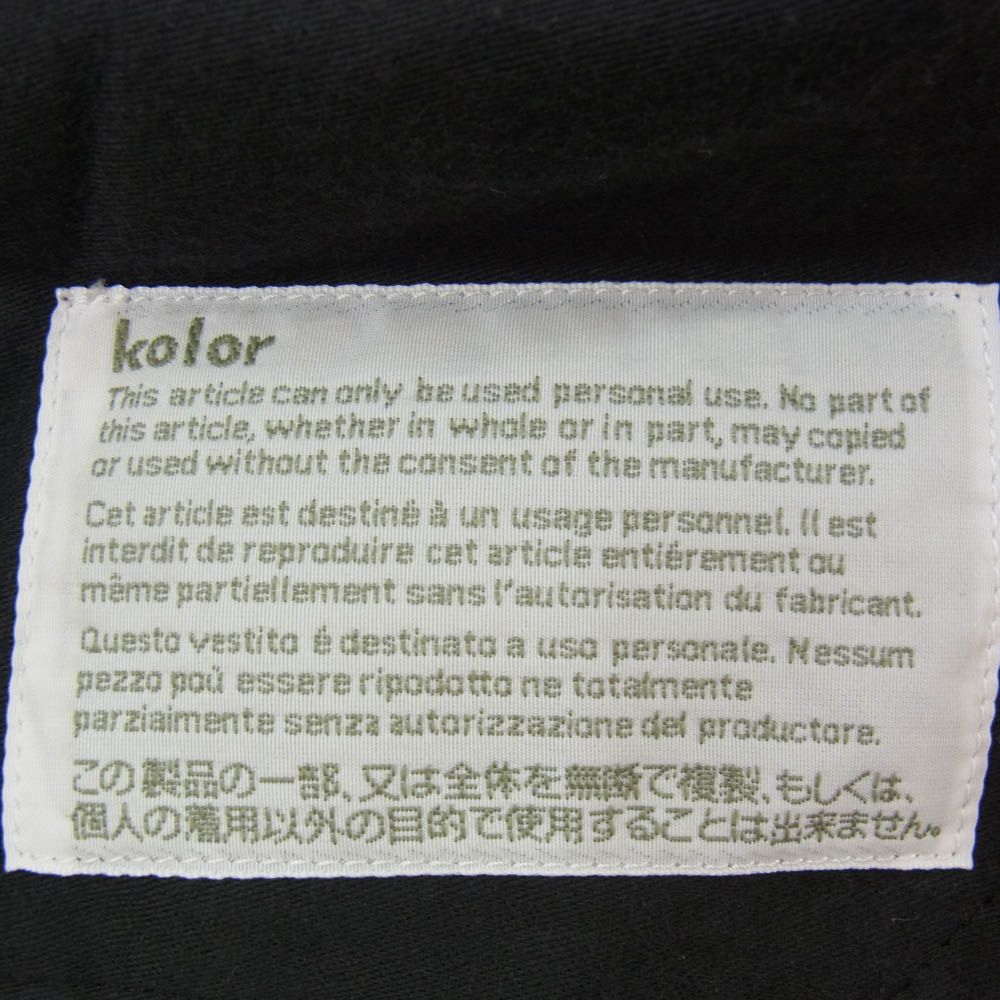 kolor
This article can only be used personal use. No part of
this article, whether in whole or in part, may copied
or used without the consent of the manufacturer.
Cet article est destiné à un usage personnel. Il est
interdit de reproduire cet article entiérement ou
même partiellement sans l'autorisation du fabricant.
Questo vestito é destinato a uso personale. Nessum
pezzo poù essere ripodotto ne totalmente
parziaimente senza autorizzazione del productore.
この製品の一部、又は全体を無断で複製、もしくは、
個人の着用以外の目的で使用することは出来ません。